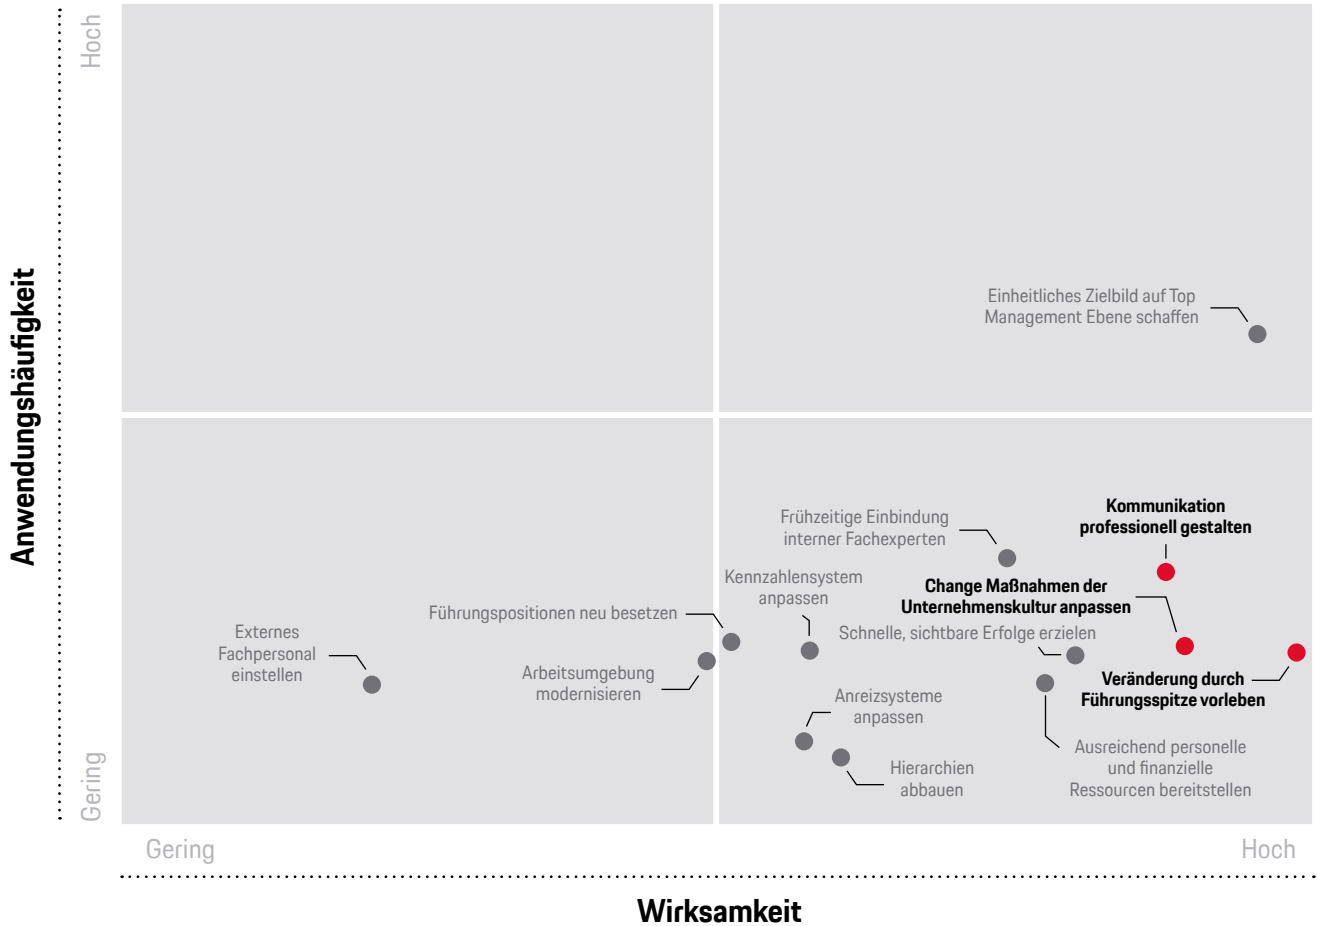 Hoch
Anwendungshäufigkeit
Gering
Einheitliches Zielbild auf Top
Management Ebene schaffen
Kommunikation
professionell gestalten
Frühzeitige Einbindung
interner Fachexperten
Kennzahlensystem
anpassen
Change Maßnahmen der
Unternehmenskultur anpassen
Führungspositionen neu besetzen
Schnelle, sichtbare Erfolge erzielen
Externes
Fachpersonal
einstellen
Arbeitsumgebung
modernisieren
Veränderung durch
Führungsspitze vorleben
Anreizsysteme
anpassen
Ausreichend personelle
und finanzielle
Ressourcen bereitstellen
Hierarchien
abbauen
Gering
Hoch
Wirksamkeit